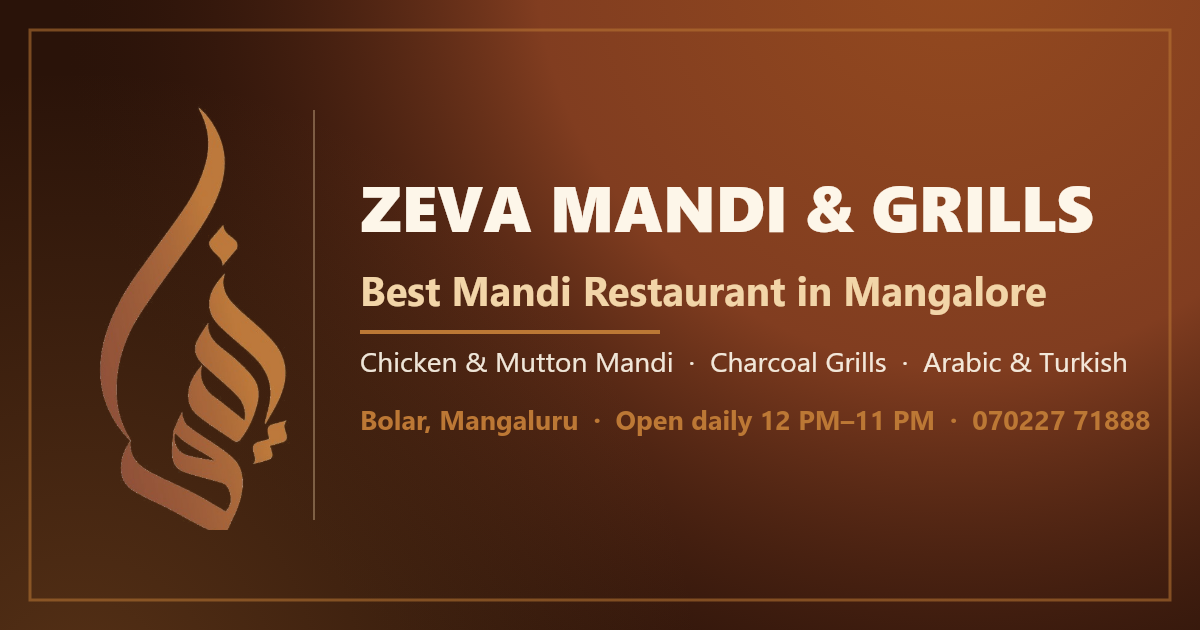 ZEVA MANDI & GRILLS
Best Mandi Restaurant in Mangalore
Chicken & Mutton Mandi · Charcoal Grills · Arabic & Turkish
Bolar, Mangaluru · Open daily 12 PM–11 PM · 070227 71888